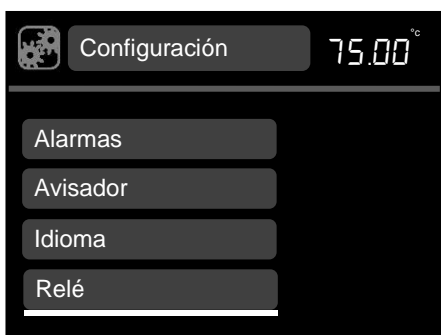 Configuración 75.00 °c
Alarmas
Avisador
Idioma
Relé